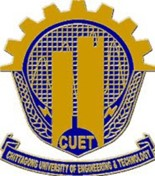 CUET
CHITTAGONG UNIVERSITY OF ENGINEERING & TECHNOLOGY